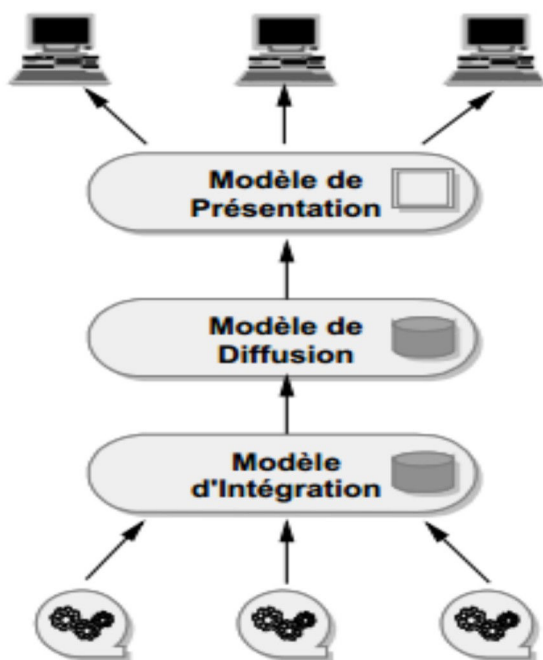 Modèle de
Présentation
Modèle de
Diffusion
Modèle
d'Intégration